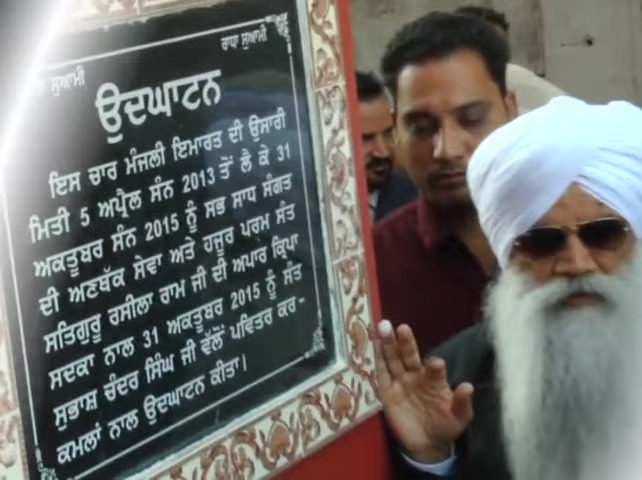 ਰਾਧਾ ਸੁਆਮੀ
ਸੁਆਮੀ
ਉਦਘਾਟਨ
ਇਸ ਚਾਰ ਮੰਜਲੀ ਇਮਾਰਤ ਦੀ ਉਸਾਰੀ
ਮਿਤੀ 5 ਅਪ੍ਰੈਲ ਸੰਨ 2013 ਤੋਂ ਲੈ ਕੇ 31
ਅਕਤੂਬਰ ਸੰਨ 2015 ਨੂੰ ਸਭ ਸਾਧ ਸੰਗਤ
ਦੀ ਅਣਥੱਕ ਸੇਵਾ ਅਤੇ ਹਜੂਰ ਪਰਮ ਸੰਤ
ਸਤਿਗੁਰੂ ਰਸੀਲਾ ਰਾਮ ਜੀ ਦੀ ਅਪਾਰ ਕ੍ਰਿਪਾ
ਸਦਕਾ ਨਾਲ 31 ਅਕਤੂਬਰ 2015 ਨੂੰ ਸੰਤ
ਸੁਭਾਸ਼ ਚੰਦਰ ਸਿੰਘ ਜੀ ਵੱਲੋਂ ਪਵਿਤਰ ਕਰ-
ਕਮਲਾਂ ਨਾਲ ਉਦਘਾਟਨ ਕੀਤਾ।